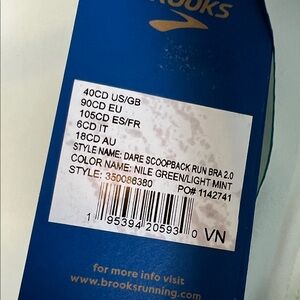 BROOKS
40CD US/GB
90CD EU
105CD ES/FR
6CD IT
18CD AU
STYLE NAME: DARE SCOOPBACK RUN BRA 2.0
COLOR NAME: NILE GREEN/LIGHT MINT
STYLE: 350086380 PO# 1142741
1 95394 20593 0 VN
for more info visit
www.brooksrunning.com